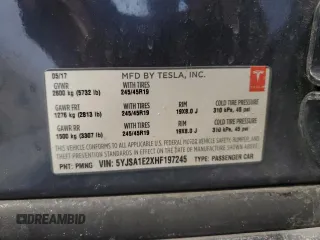 05/17 MFD BY TESLA, INC.
GVWR WITH TIRES
2600 kg (5732 lb) 245/45R19
GAWR FRT WITH TIRES RIM COLD TIRE PRESSURE
1276 kg (2813 lb) 245/45R19 19X8.0 J 310 kPa, 45 psi
GAWR RR WITH TIRES RIM COLD TIRE PRESSURE
1500 kg (3307 lb) 245/45R19 19X8.0 J 310 kPa, 45 psi
THIS VEHICLE CONFORMS TO ALL APPLICABLE U.S. FEDERAL MOTOR VEHICLE
SAFETY, BUMPER, AND THEFT PREVENTION STANDARDS IN EFFECT ON THE
DATE OF MANUFACTURE SHOWN ABOVE.
PNT: PMNG VIN: 5YJSA1E2XHF197245 TYPE: PASSENGER CAR
DREAMBID